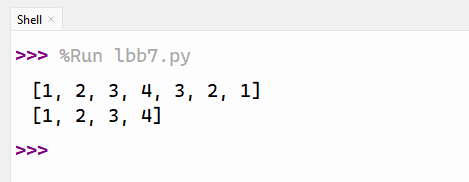 Shell ×
>>> %Run lbb7.py
[1, 2, 3, 4, 3, 2, 1]
[1, 2, 3, 4]
>>>